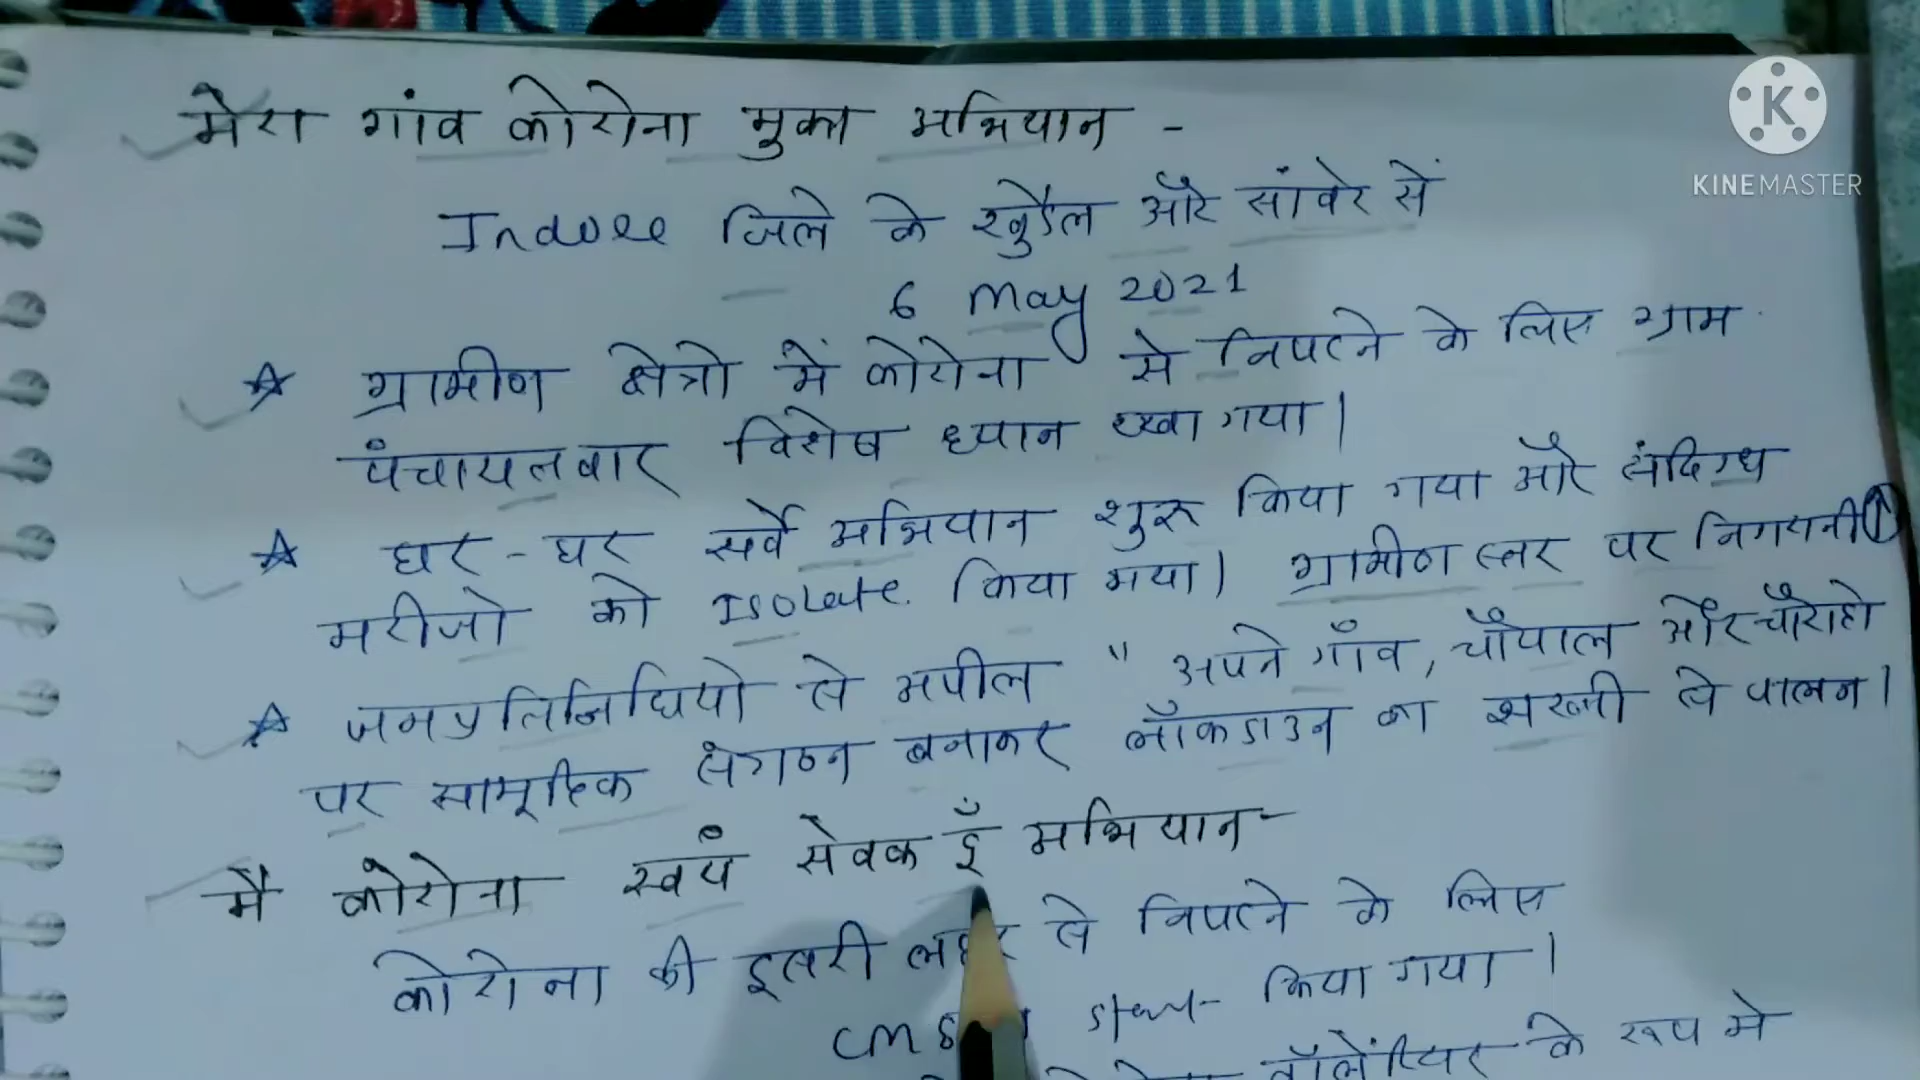 मेरा गांव कोरोना मुक्त अभियान -
Indore जिले के खुडैल और सांवेर से
6 May 2021
☆ ग्रामीण क्षेत्रो में कोरोना से निपटने के लिए ग्राम
पंचायतवार विशेष ध्यान रखा गया।
☆ घर-घर सर्वे अभियान शुरू किया गया और संदिग्ध
मरीजो को Isolate. किया गया। ग्रामीण स्तर पर निगरानी
☆ जनप्रतिनिधियो से अपील " अपने गाँव, चौपाल और चौराहो
पर सामूहिक संगठन बनाकर लॉकडाउन का सख्ती से पालन।
मै कोरोना स्वयं सेवक हूँ अभियान-
कोरोना की दूसरी लहर से निपटने के लिए
CM start किया गया।
वॉलेंटियर के रूप मे
KINEMASTER